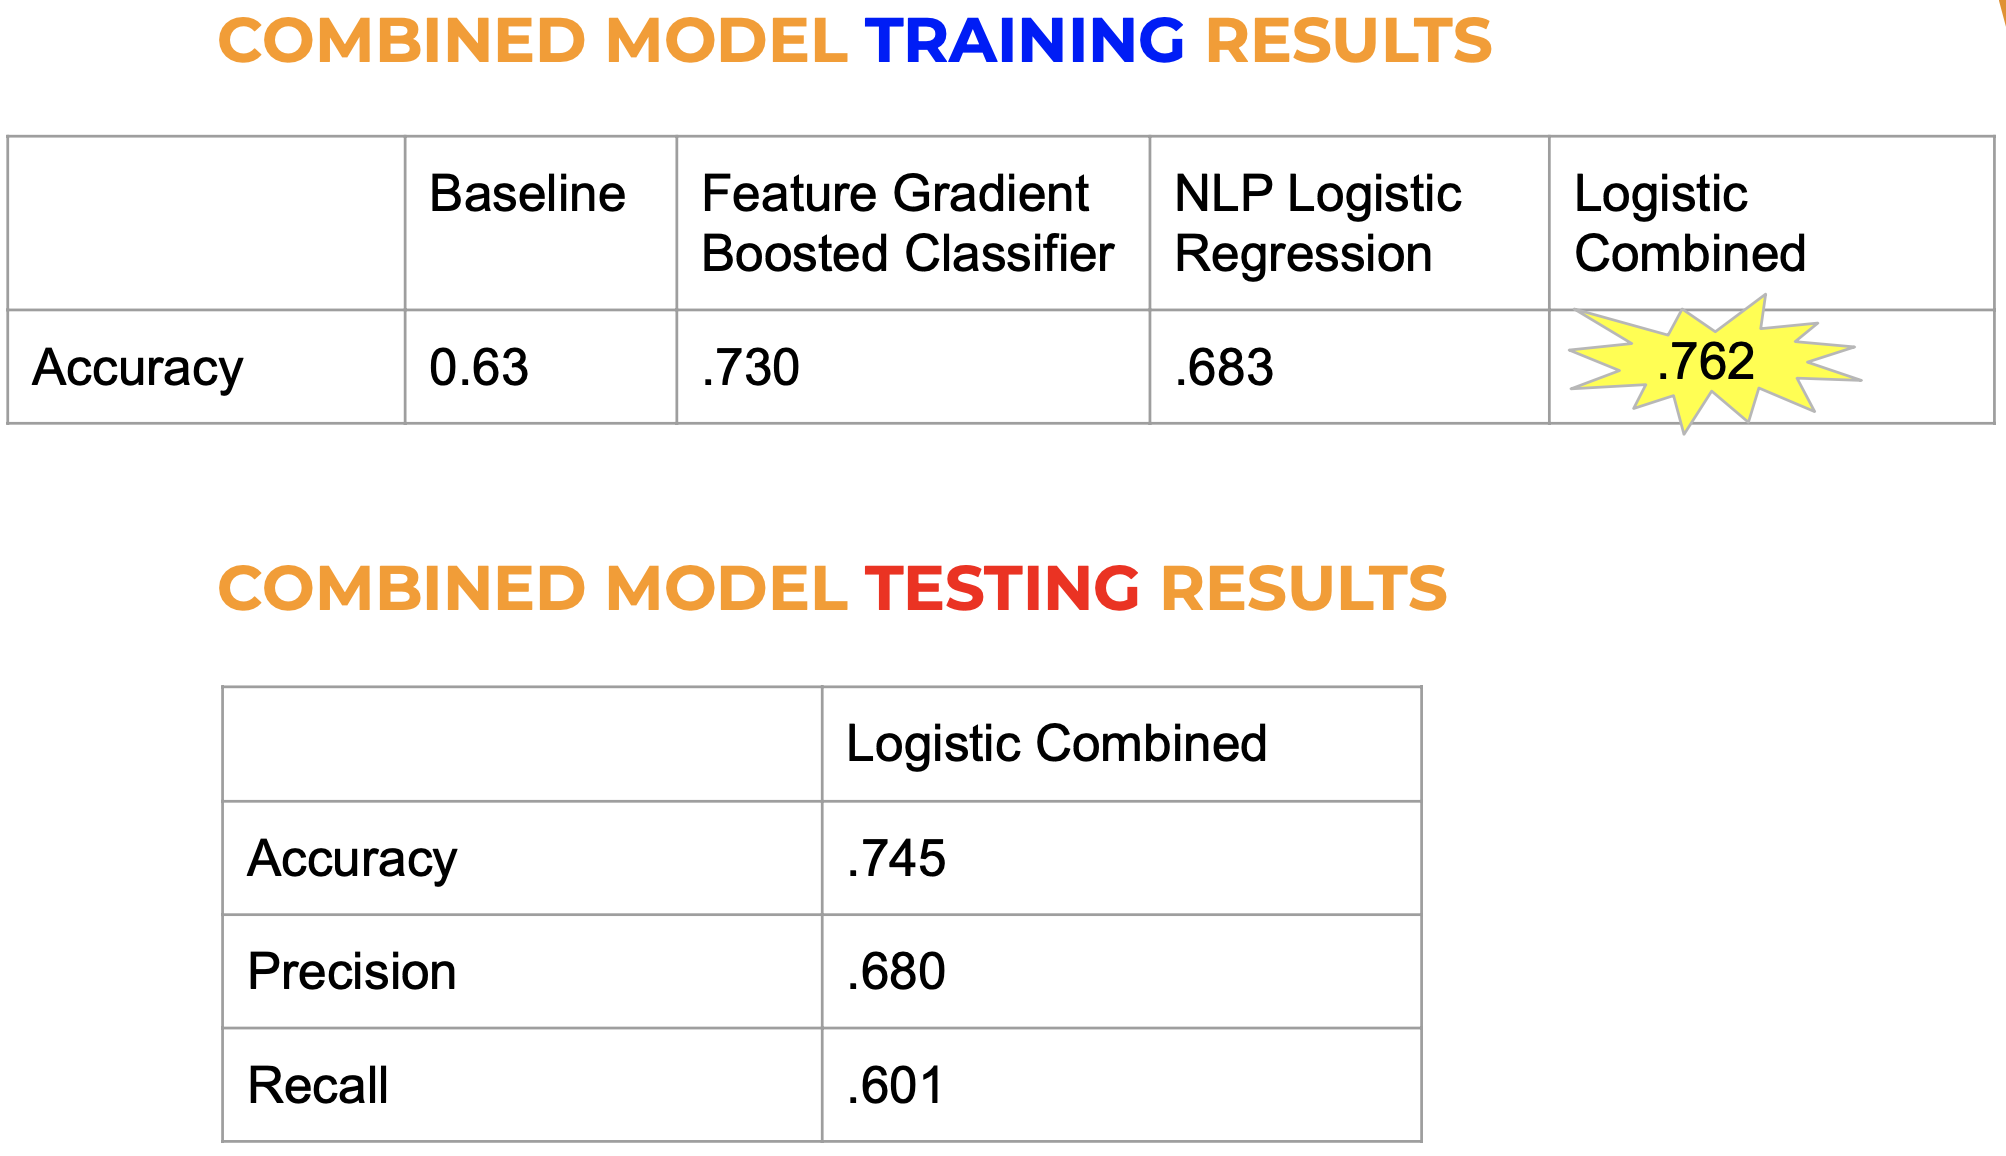 COMBINED MODEL TRAINING RESULTS
Baseline
Feature Gradient
Boosted Classifier
NLP Logistic
Regression
Logistic
Combined
Accuracy
0.63
.730
.683
.762
COMBINED MODEL TESTING RESULTS
Logistic Combined
Accuracy
.745
Precision
.680
Recall
.601